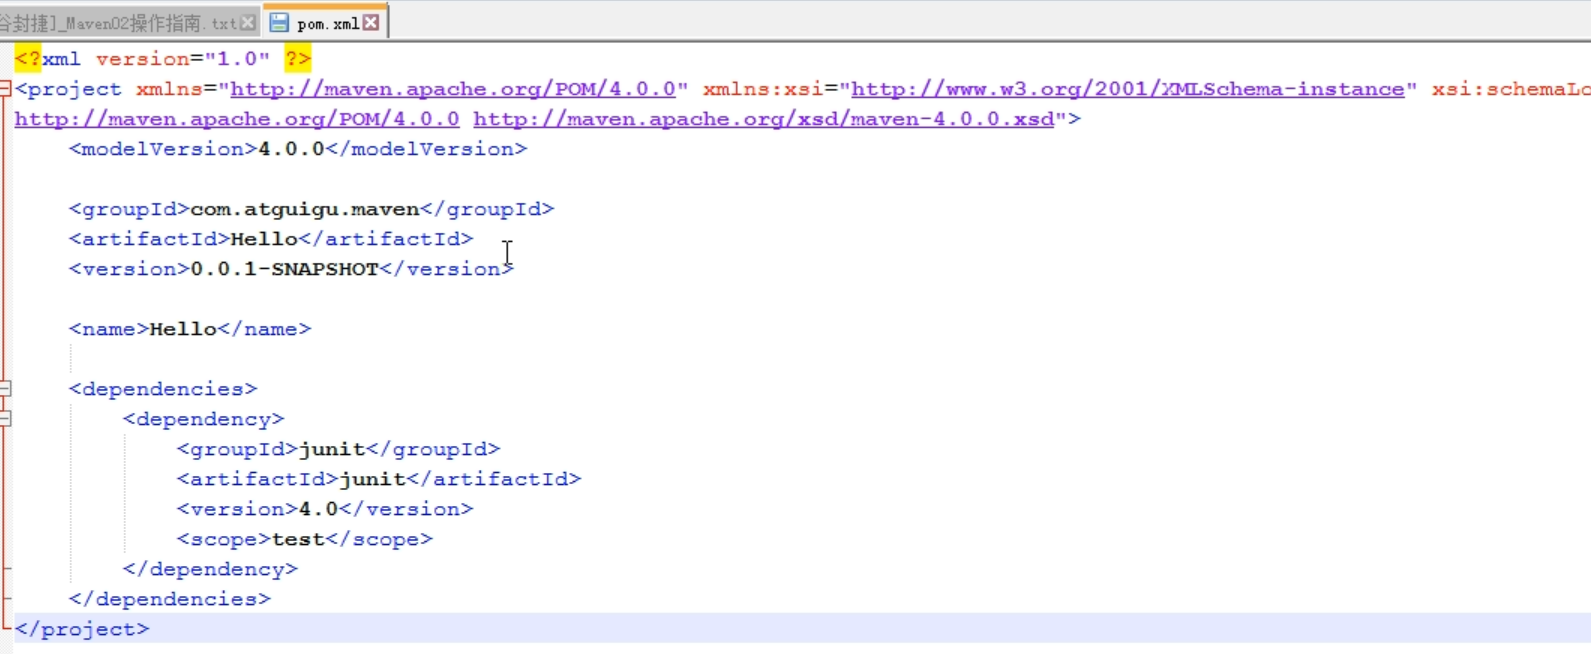 谷封捷]_Maven02操作指南.txt
pom.xml
<?xml version="1.0" ?>
<project xmlns="http://maven.apache.org/POM/4.0.0" xmlns:xsi="http://www.w3.org/2001/XMLSchema-instance" xsi:schemaLo
http://maven.apache.org/POM/4.0.0 http://maven.apache.org/xsd/maven-4.0.0.xsd">
<modelVersion>4.0.0</modelVersion>
<groupId>com.atguigu.maven</groupId>
<artifactId>Hello</artifactId>
<version>0.0.1-SNAPSHOT</version>
<name>Hello</name>
<dependencies>
<dependency>
<groupId>junit</groupId>
<artifactId>junit</artifactId>
<version>4.0</version>
<scope>test</scope>
</dependency>
</dependencies>
</project>